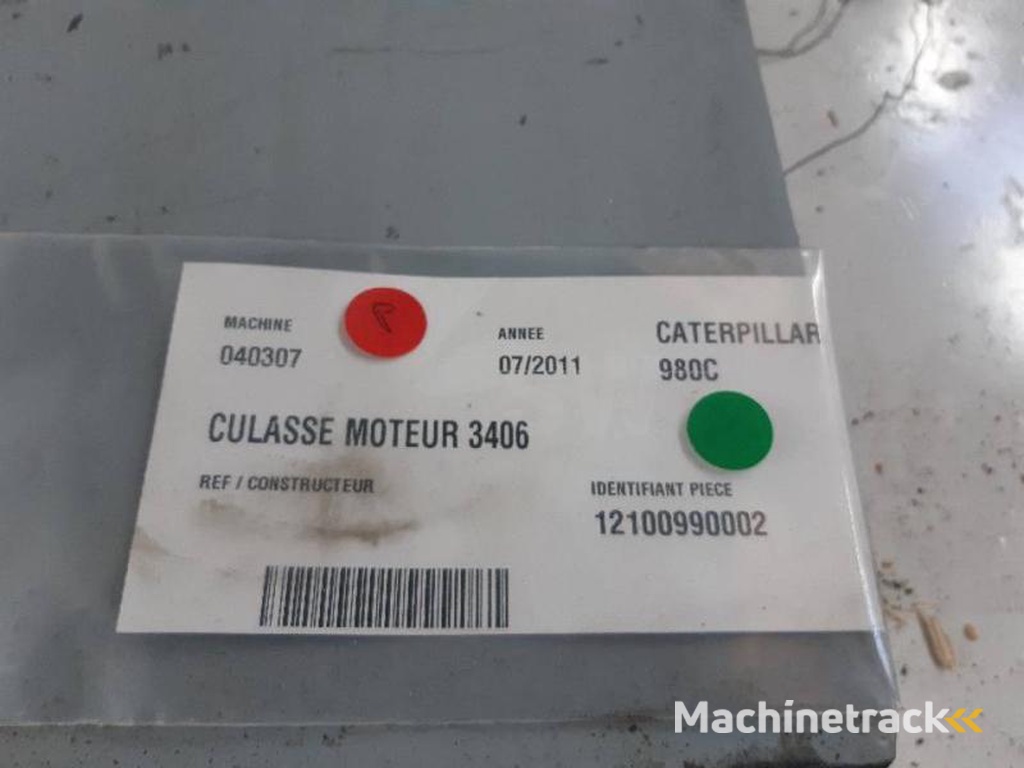 MACHINE
040307
ANNEE
07/2011
CATERPILLAR
980C
CULASSE MOTEUR 3406
REF / CONSTRUCTEUR
IDENTIFIANT PIECE
12100990002
Machinetrack